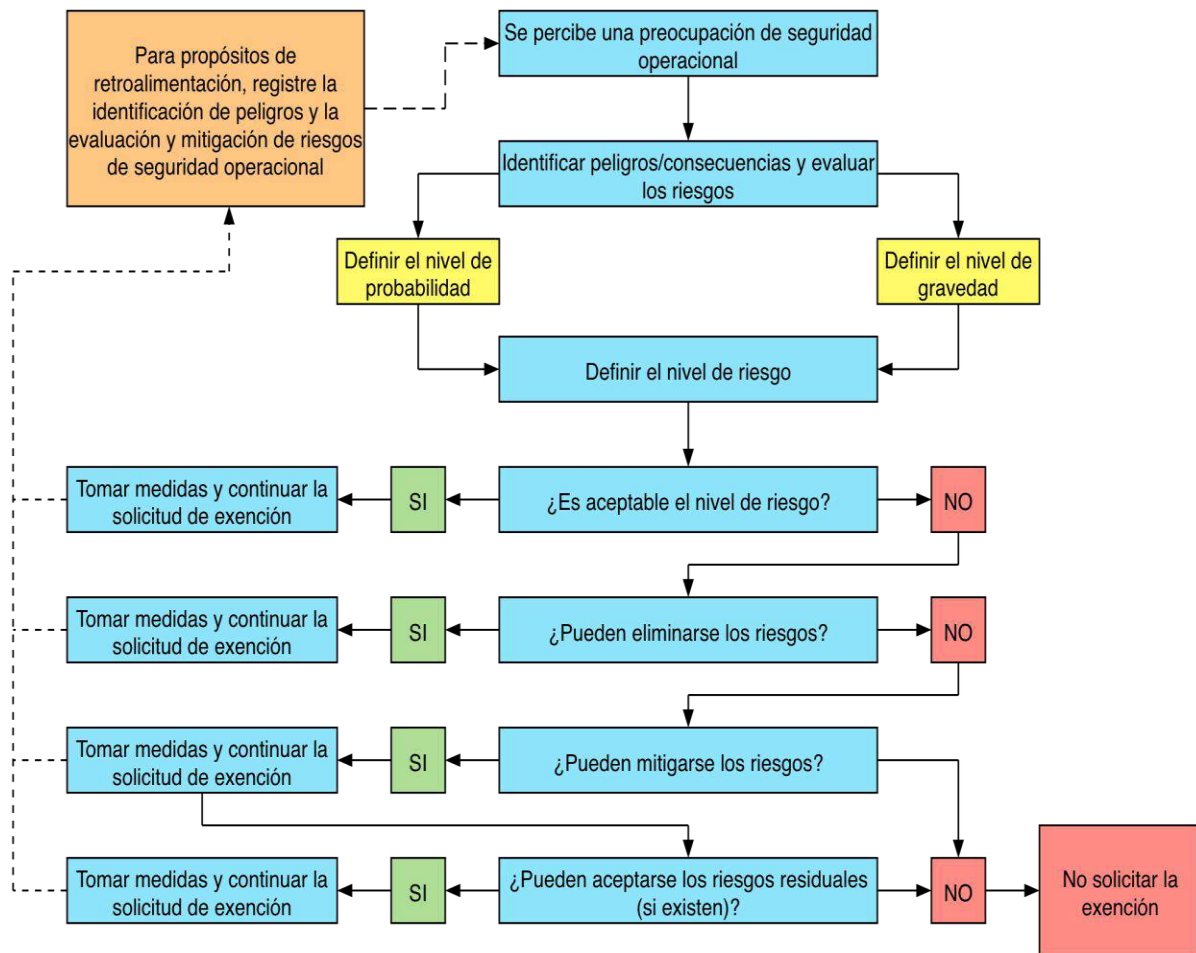 Para propósitos de
retroalimentación, registre la
identificación de peligros y la
evaluación y mitigación de riesgos
de seguridad operacional
Se percibe una preocupación de seguridad
operacional
Identificar peligros/consecuencias y evaluar
los riesgos
Definir el nivel de
probabilidad
Definir el nivel de
gravedad
Definir el nivel de riesgo
Tomar medidas y continuar la
solicitud de exención
SI
¿Es aceptable el nivel de riesgo?
NO
Tomar medidas y continuar la
solicitud de exención
SI
¿Pueden eliminarse los riesgos?
NO
Tomar medidas y continuar la
solicitud de exención
SI
¿Pueden mitigarse los riesgos?
Tomar medidas y continuar la
solicitud de exención
SI
¿Pueden aceptarse los riesgos residuales
(si existen)?
NO
No solicitar la
exención